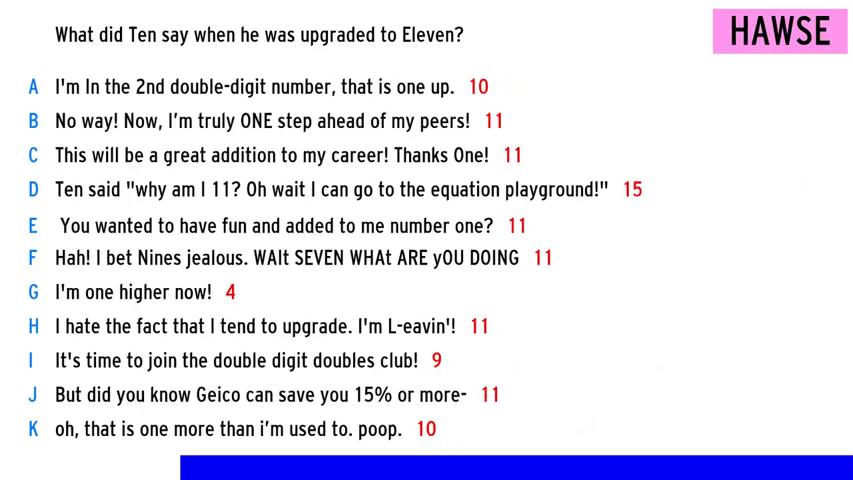 What did Ten say when he was upgraded to Eleven?
HAWSE
A I'm In the 2nd double-digit number, that is one up. 10
B No way! Now, I'm truly ONE step ahead of my peers! 11
C This will be a great addition to my career! Thanks One! 11
D Ten said "why am I 11? Oh wait I can go to the equation playground!" 15
E You wanted to have fun and added to me number one? 11
F Hah! I bet Nines jealous. WAIt SEVEN WHAt ARE yOU DOING 11
G I'm one higher now! 4
H I hate the fact that I tend to upgrade. I'm L-eavin'! 11
I It's time to join the double digit doubles club! 9
J But did you know Geico can save you 15% or more- 11
K oh, that is one more than i'm used to. poop. 10